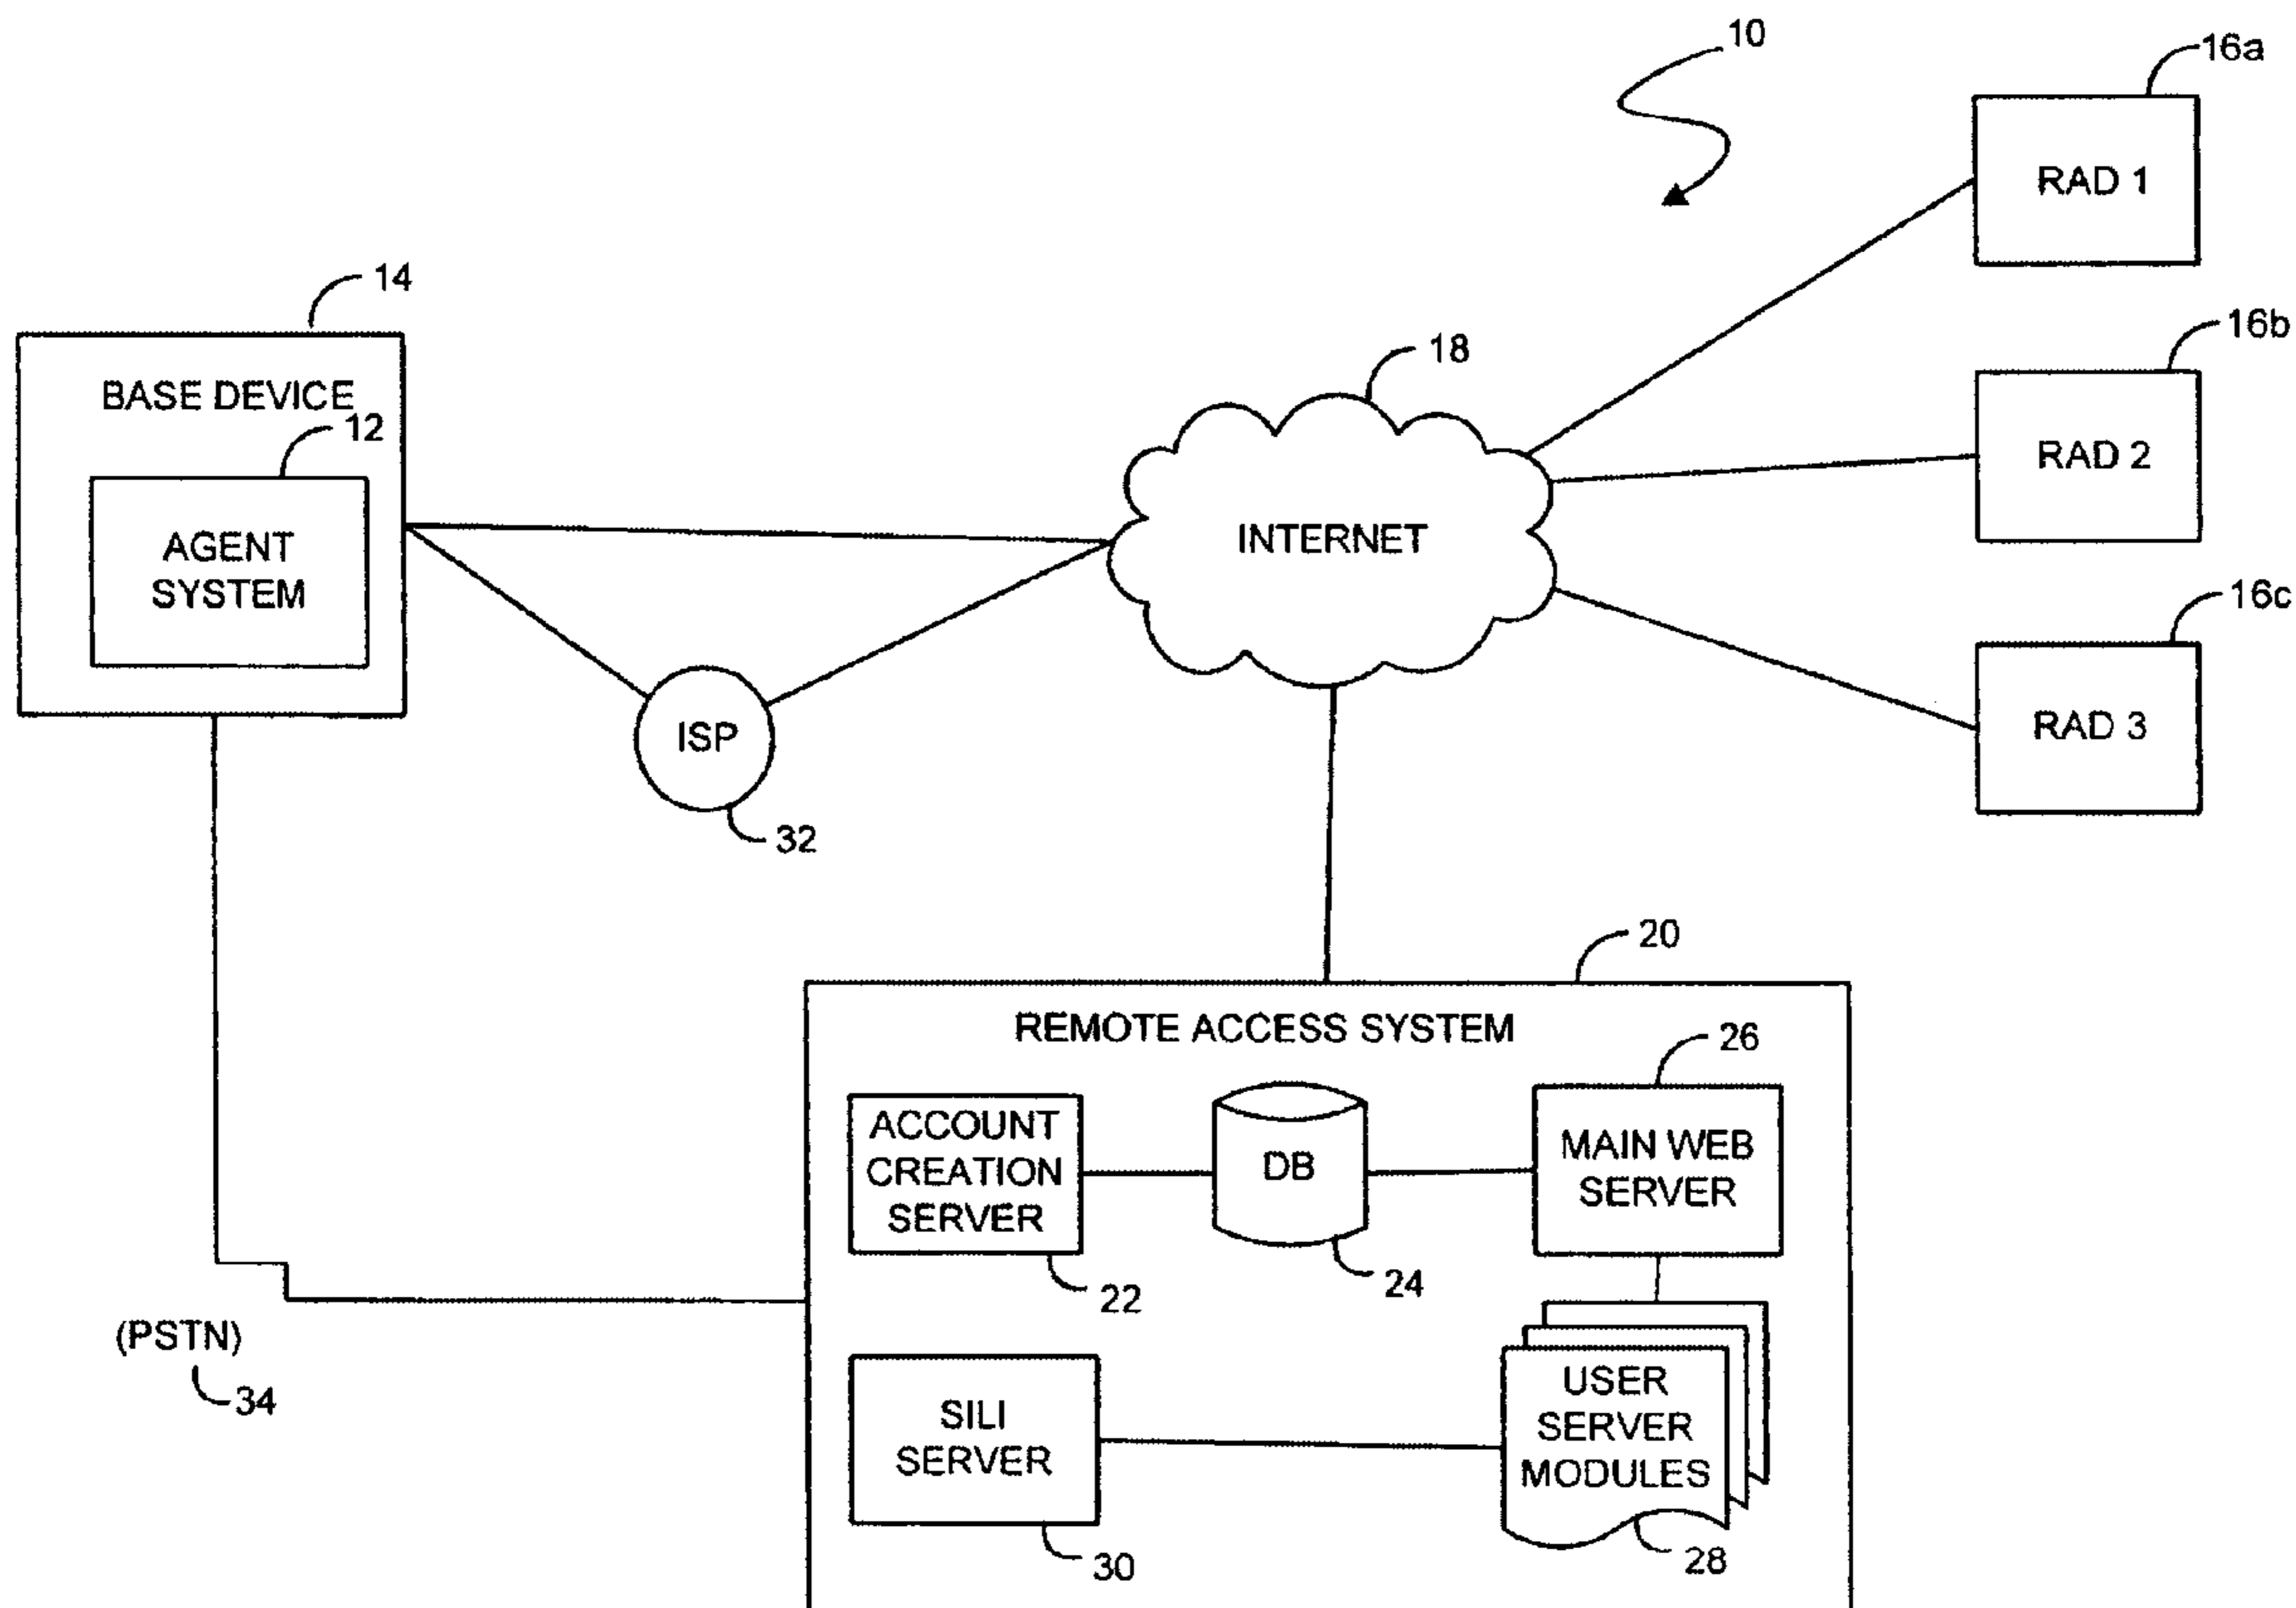 10
16a
RAD 1
14
BASE DEVICE
12
AGENT
SYSTEM
18
INTERNET
16b
RAD 2
16c
RAD 3
ISP
32
20
REMOTE ACCESS SYSTEM
26
ACCOUNT
CREATION
SERVER
22
DB
24
MAIN WEB
SERVER
(PSTN)
34
SILI
SERVER
30
USER
SERVER
MODULES
28